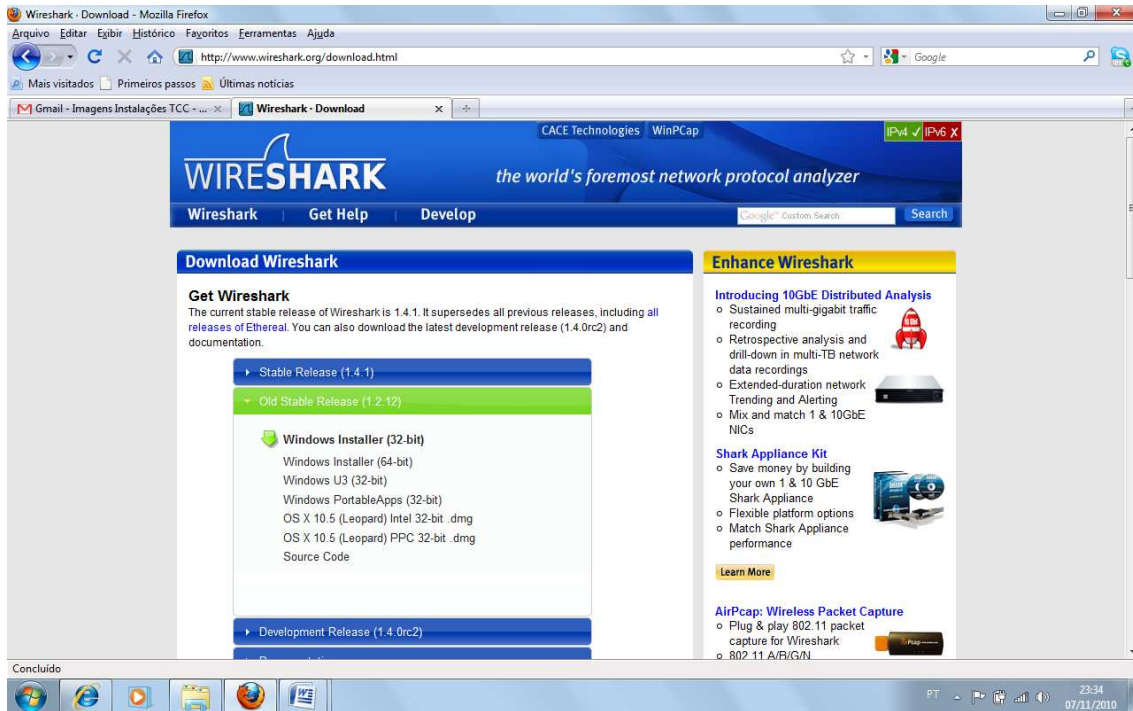 Wireshark · Download - Mozilla Firefox
Arquivo Editar Exibir Histórico Favoritos Ferramentas Ajuda
http://www.wireshark.org/download.html
Google
Mais visitados Primeiros passos Últimas notícias
Gmail - Imagens Instalações TCC - ...
Wireshark · Download
CACE Technologies WinPCap
IPv4 ✓ IPv6 X
WIRESHARK
the world's foremost network protocol analyzer
Wireshark Get Help Develop
Google™ Custom Search
Search
Download Wireshark
Get Wireshark
The current stable release of Wireshark is 1.4.1. It supersedes all previous releases, including all
releases of Ethereal. You can also download the latest development release (1.4.0rc2) and
documentation.
Stable Release (1.4.1)
Old Stable Release (1.2.12)
Windows Installer (32-bit)
Windows Installer (64-bit)
Windows U3 (32-bit)
Windows PortableApps (32-bit)
OS X 10.5 (Leopard) Intel 32-bit .dmg
OS X 10.5 (Leopard) PPC 32-bit .dmg
Source Code
Development Release (1.4.0rc2)
Enhance Wireshark
Introducing 10GbE Distributed Analysis
Sustained multi-gigabit traffic
recording
Retrospective analysis and
drill-down in multi-TB network
data recordings
Extended-duration network
Trending and Alerting
Mix and match 1 & 10GbE
NICs
Shark Appliance Kit
Save money by building
your own 1 & 10 GbE
Shark Appliance
Flexible platform options
Match Shark Appliance
performance
Learn More
AirPcap: Wireless Packet Capture
Plug & play 802.11 packet
capture for Wireshark
802.11 A/B/G/N
Concluído
PT
23:34
07/11/2010